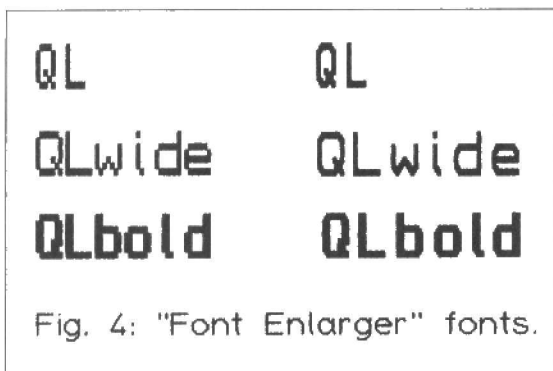 QL QL
QLwide QLwide
QLbold QLbold
Fig. 4: "Font Enlarger" fonts.